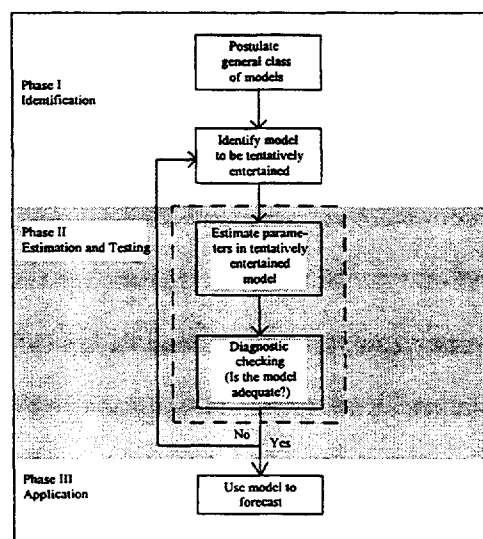 Postulate
general class
of models
Phase I
Identification
Identify model
to be tentatively
entertained
Phase II
Estimation and Testing
Estimate parame-
ters in tentatively
entertained
model
Diagnostic
checking
(Is the model
adequate?)
No
Yes
Phase III
Application
Use model to
forecast